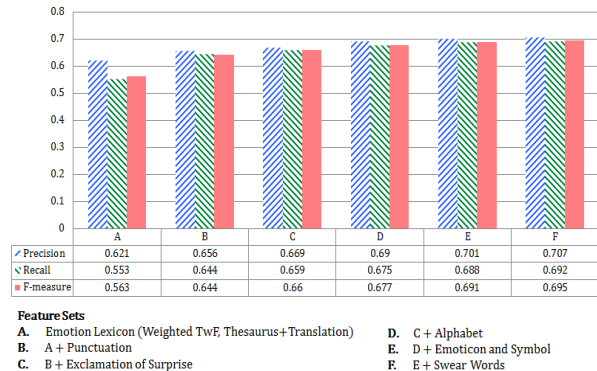 0.8
0.7
0.6
0.5
0.4
0.3
0.2
0.1
0
A B C D E F
Precision 0.621 0.656 0.669 0.69 0.701 0.707
Recall 0.553 0.644 0.659 0.675 0.688 0.692
F-measure 0.563 0.644 0.66 0.677 0.691 0.695
Feature Sets
A. Emotion Lexicon (Weighted TwF, Thesaurus+Translation)
B. A + Punctuation
C. B + Exclamation of Surprise
D. C + Alphabet
E. D + Emoticon and Symbol
F. E + Swear Words